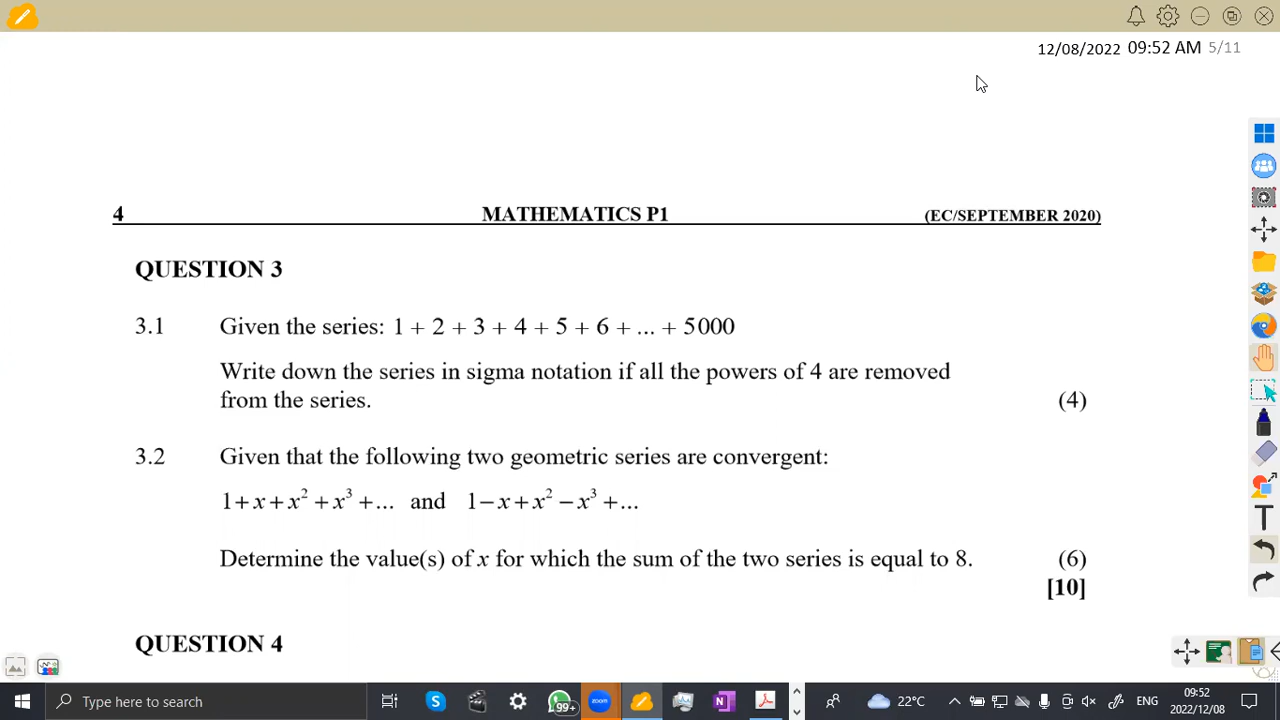 12/08/2022 09:52 AM 5/11
4 MATHEMATICS P1 (EC/SEPTEMBER 2020)
QUESTION 3
3.1 Given the series: 1 + 2 + 3 + 4 + 5 + 6 + ... + 5000
Write down the series in sigma notation if all the powers of 4 are removed
from the series. (4)
3.2 Given that the following two geometric series are convergent:
1+x+x²+x³+... and 1−x+x²−x³+...
Determine the value(s) of x for which the sum of the two series is equal to 8. (6)
[10]
QUESTION 4
Type here to search
99+
zoom
22°C
ENG
09:52
2022/12/08